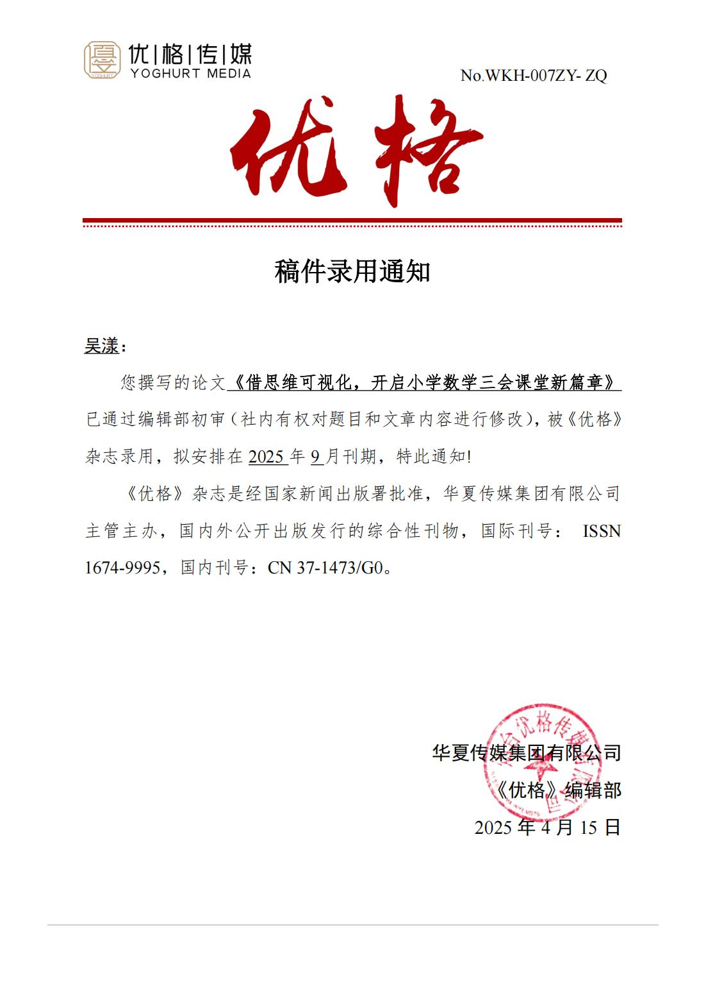 优|格|传|媒
YOGHURT MEDIA
YOGHURT
No.WKH-007ZY- ZQ
优格
稿件录用通知
吴漾：
您撰写的论文《借思维可视化，开启小学数学三会课堂新篇章》
已通过编辑部初审（社内有权对题目和文章内容进行修改），被《优格》
杂志录用，拟安排在 2025 年 9 月刊期，特此通知!
《优格》杂志是经国家新闻出版署批准，华夏传媒集团有限公司
主管主办，国内外公开出版发行的综合性刊物，国际刊号： ISSN
1674-9995，国内刊号：CN 37-1473/G0。
台优格传媒有限公司
华夏传媒集团有限公司
《优格》编辑部
2025 年 4 月 15 日